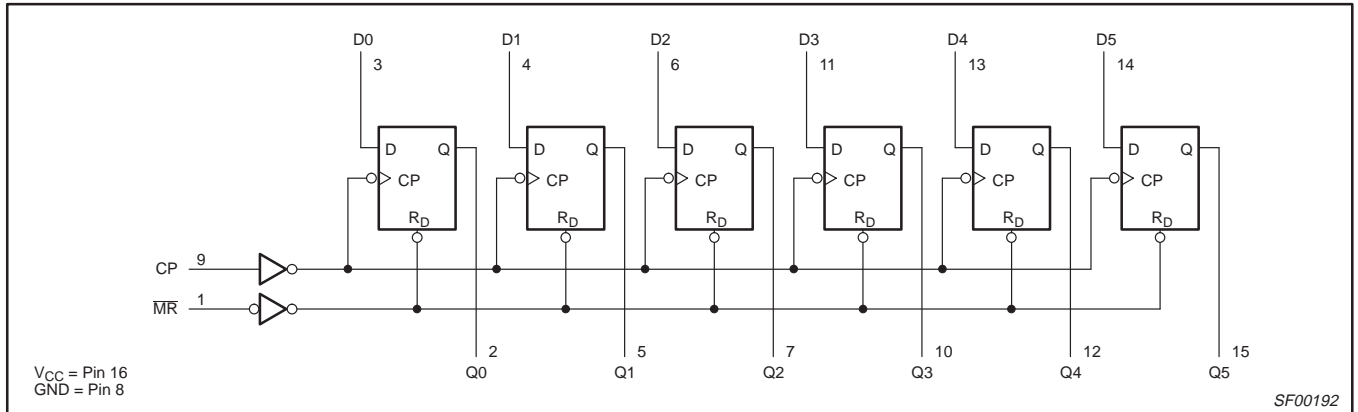 D0 D1 D2 D3 D4 D5
3 4 6 11 13 14
D Q D Q D Q D Q D Q D Q
CP CP CP CP CP CP
RD RD RD RD RD RD
CP 9
MR 1
2 5 7 10 12 15
Q0 Q1 Q2 Q3 Q4 Q5
VCC = Pin 16
GND = Pin 8
SF00192